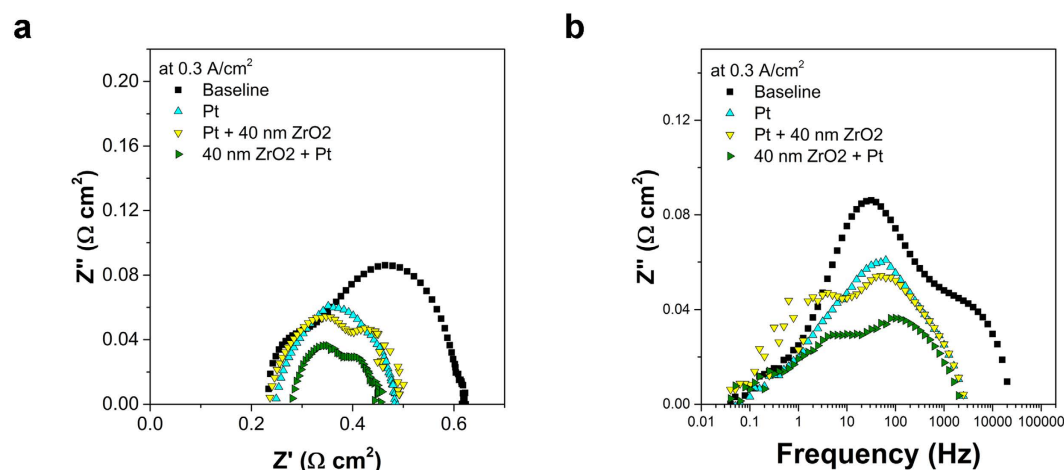 a
at 0.3 A/cm²
Baseline
Pt
Pt + 40 nm ZrO2
40 nm ZrO2 + Pt
0.20
0.16
0.12
0.08
0.04
0.00
Z" (Ω cm²)
0.0 0.2 0.4 0.6
Z' (Ω cm²)
b
at 0.3 A/cm²
Baseline
Pt
Pt + 40 nm ZrO2
40 nm ZrO2 + Pt
0.12
0.08
0.04
0.00
Z" (Ω cm²)
0.01 0.1 1 10 100 1000 10000 100000
Frequency (Hz)